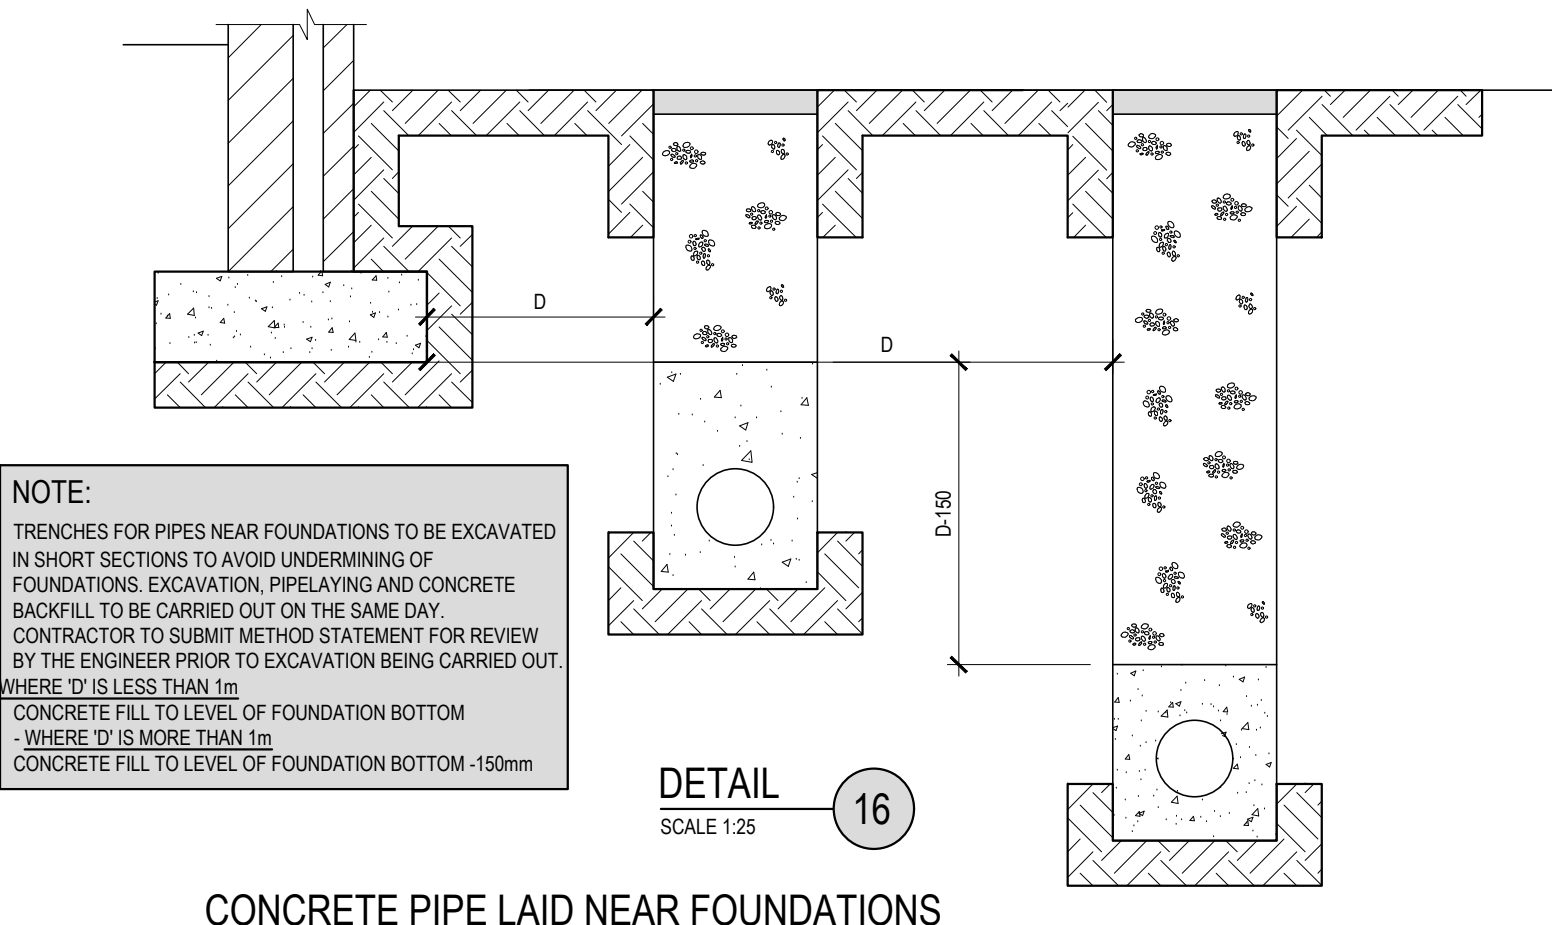 D
D
D-150
NOTE:
TRENCHES FOR PIPES NEAR FOUNDATIONS TO BE EXCAVATED
IN SHORT SECTIONS TO AVOID UNDERMINING OF
FOUNDATIONS. EXCAVATION, PIPELAYING AND CONCRETE
BACKFILL TO BE CARRIED OUT ON THE SAME DAY.
CONTRACTOR TO SUBMIT METHOD STATEMENT FOR REVIEW
BY THE ENGINEER PRIOR TO EXCAVATION BEING CARRIED OUT.
WHERE 'D' IS LESS THAN 1m
CONCRETE FILL TO LEVEL OF FOUNDATION BOTTOM
- WHERE 'D' IS MORE THAN 1m
CONCRETE FILL TO LEVEL OF FOUNDATION BOTTOM -150mm
DETAIL
16
SCALE 1:25
CONCRETE PIPE LAID NEAR FOUNDATIONS